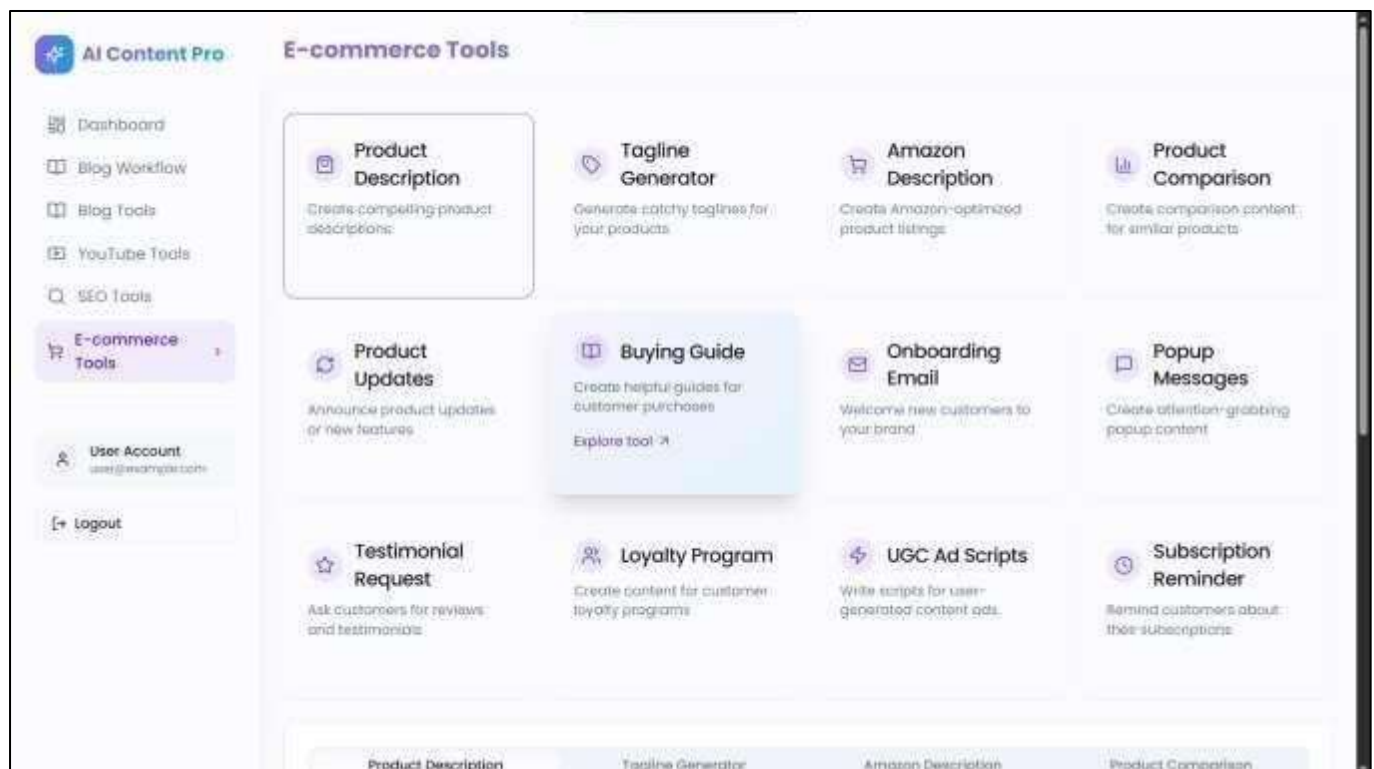 AI Content Pro
E-commerce Tools
Dashboard
Blog Workflow
Blog Tools
YouTube Tools
SEO Tools
E-commerce
Tools
User Account
user@example.com
Logout
Product
Description
Create compelling product
descriptions
Tagline
Generator
Generate catchy taglines for
your products
Amazon
Description
Create Amazon-optimized
product listings
Product
Comparison
Create comparison content
for similar products
Product
Updates
Announce product updates
or new features
Buying Guide
Create helpful guides for
customer purchases
Explore tool
Onboarding
Email
Welcome new customers to
your brand
Popup
Messages
Create attention-grabbing
popup content
Testimonial
Request
Ask customers for reviews
and testimonials
Loyalty Program
Create content for customer
loyalty programs
UGC Ad Scripts
Write scripts for user-
generated content ads
Subscription
Reminder
Remind customers about
their subscriptions
Product Description
Tagline Generator
Amazon Description
Product Comparison